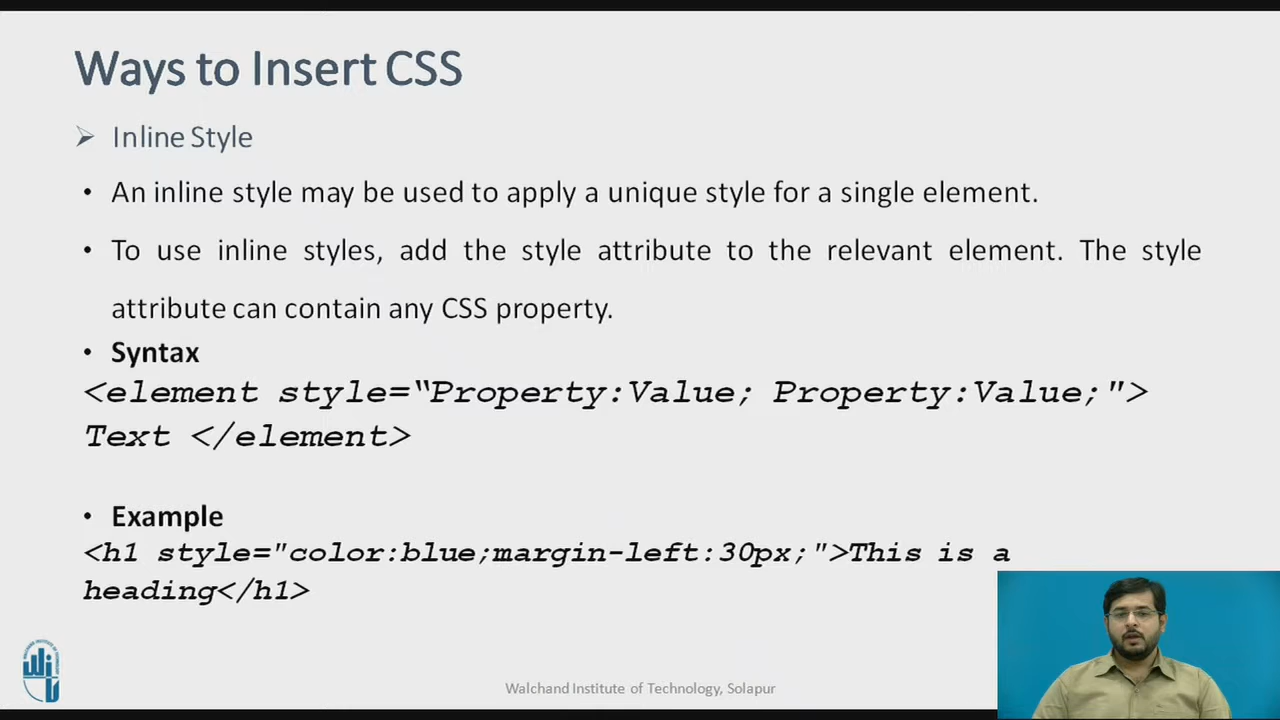 Ways to Insert CSS
➢ Inline Style
• An inline style may be used to apply a unique style for a single element.
• To use inline styles, add the style attribute to the relevant element. The style
attribute can contain any CSS property.
• Syntax
<element style=“Property:Value; Property:Value;">
Text </element>
• Example
<h1 style="color:blue;margin-left:30px;">This is a
heading</h1>
Walchand Institute of Technology, Solapur